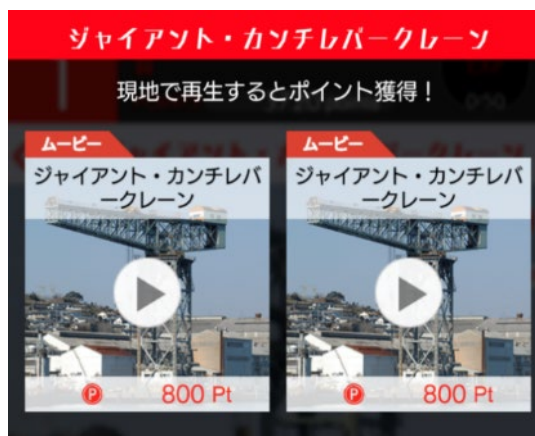 ジャイアント・カンチレバークレーン
現地で再生するとポイント獲得！
ムービー
ジャイアント・カンチレバ
ークレーン
P 800 Pt
ムービー
ジャイアント・カンチレバ
ークレーン
P 800 Pt